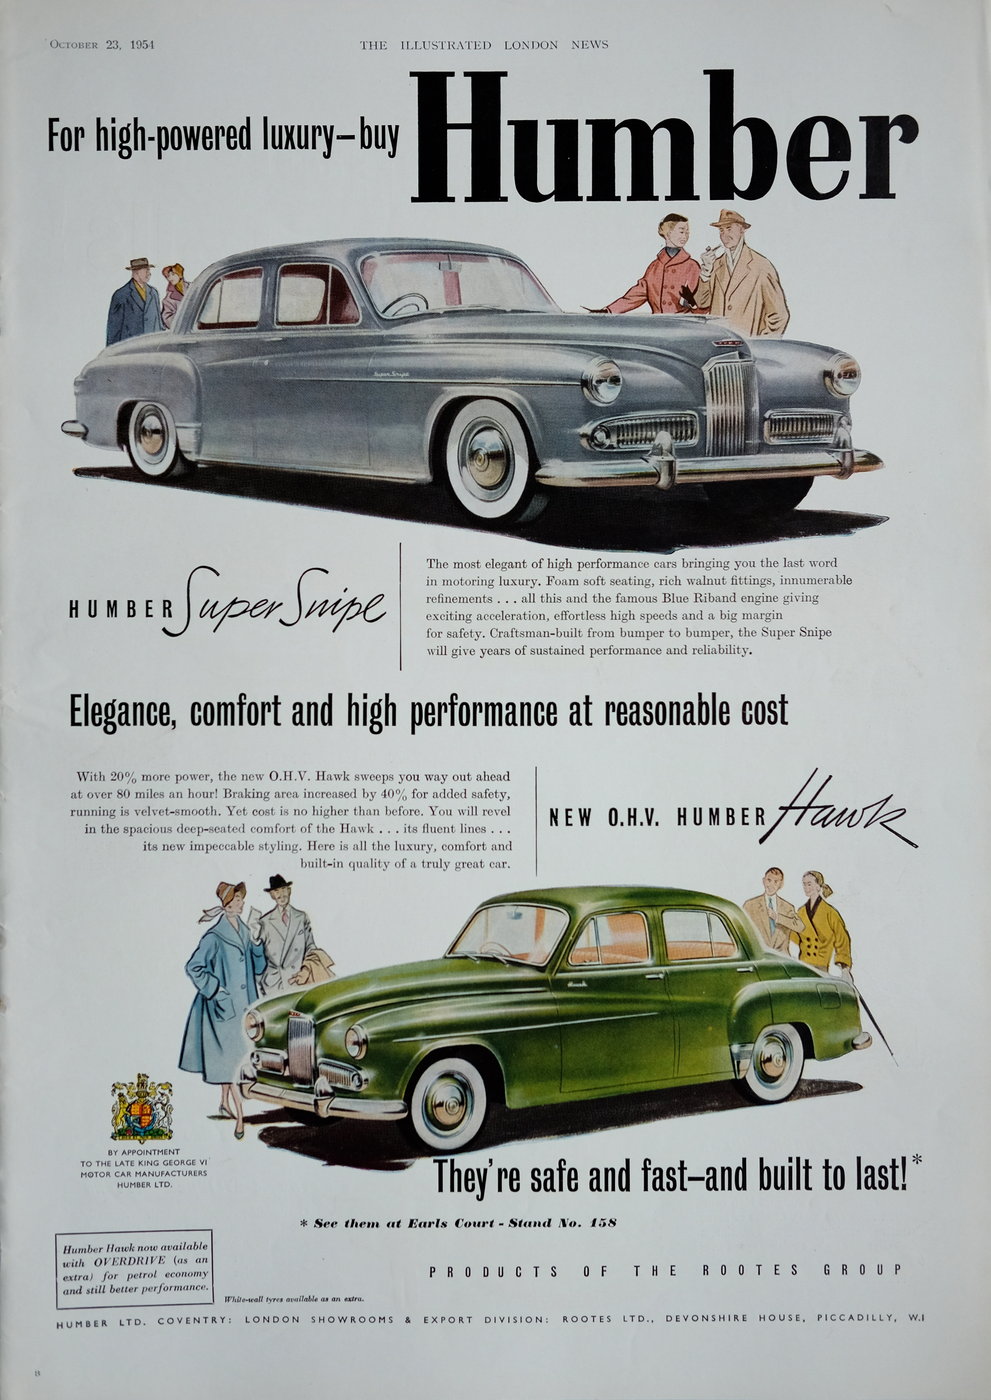 OCTOBER 23, 1954
THE ILLUSTRATED LONDON NEWS
For high-powered luxury—buy Humber
Super Snipe
HUMBER Super Snipe
The most elegant of high performance cars bringing you the last word
in motoring luxury. Foam soft seating, rich walnut fittings, innumerable
refinements . . . all this and the famous Blue Riband engine giving
exciting acceleration, effortless high speeds and a big margin
for safety. Craftsman-built from bumper to bumper, the Super Snipe
will give years of sustained performance and reliability.
Elegance, comfort and high performance at reasonable cost
With 20% more power, the new O.H.V. Hawk sweeps you way out ahead
at over 80 miles an hour! Braking area increased by 40% for added safety,
running is velvet-smooth. Yet cost is no higher than before. You will revel
in the spacious deep-seated comfort of the Hawk . . . its fluent lines . . .
its new impeccable styling. Here is all the luxury, comfort and
built-in quality of a truly great car.
NEW O.H.V. HUMBER Hawk
Hawk
BY APPOINTMENT
TO THE LATE KING GEORGE VI
MOTOR CAR MANUFACTURERS
HUMBER LTD.
They're safe and fast—and built to last!*
* See them at Earls Court - Stand No. 158
Humber Hawk now available
with OVERDRIVE (as an
extra) for petrol economy
and still better performance.
White-wall tyres available as an extra.
PRODUCTS OF THE ROOTES GROUP
HUMBER LTD. COVENTRY: LONDON SHOWROOMS & EXPORT DIVISION: ROOTES LTD., DEVONSHIRE HOUSE, PICCADILLY, W.1
8